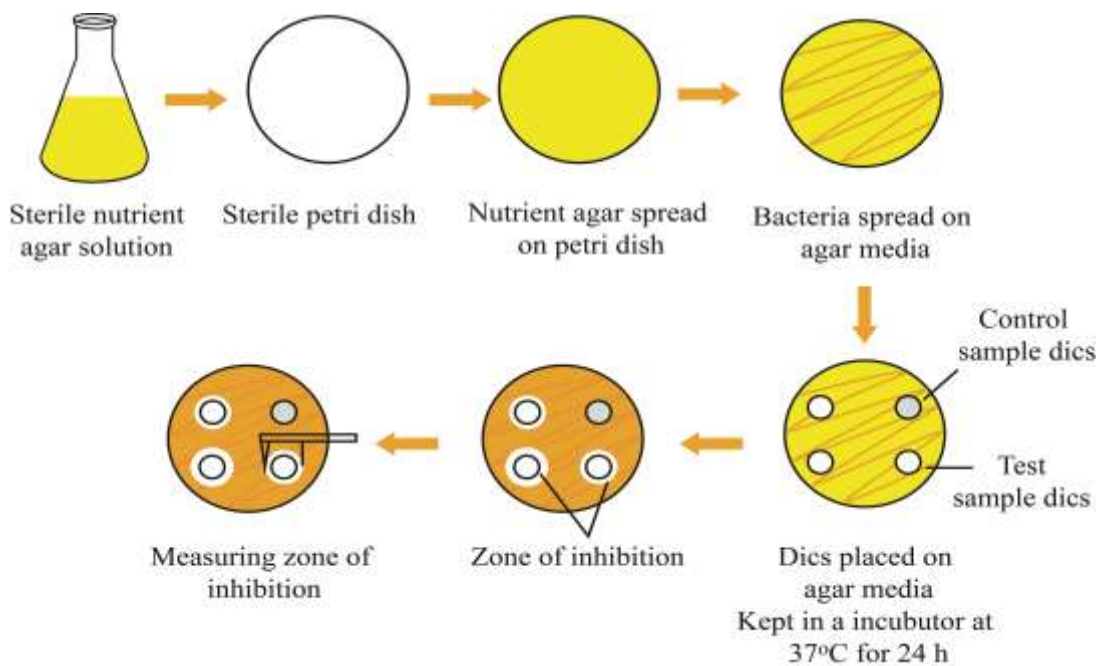 Sterile nutrient
agar solution
Sterile petri dish
Nutrient agar spread
on petri dish
Bacteria spread on
agar media
Control
sample dics
Test
sample dics
Dics placed on
agar media
Kept in a incubutor at
37°C for 24 h
Zone of inhibition
Measuring zone of
inhibition